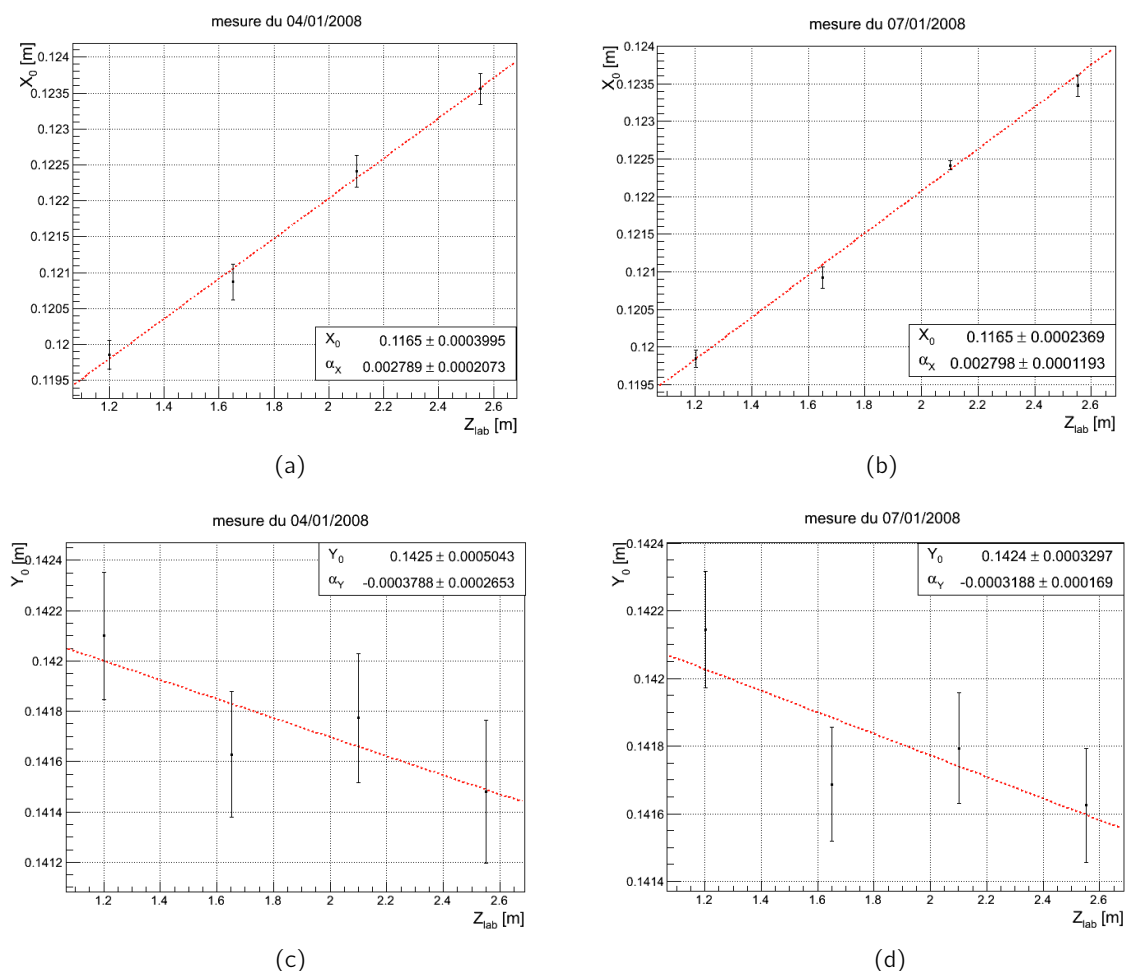 mesure du 04/01/2008
X0 [m]
0.124
0.1235
0.123
0.1225
0.122
0.1215
0.121
0.1205
0.12
0.1195
X0 0.1165 ± 0.0003995
αX 0.002789 ± 0.0002073
1.2 1.4 1.6 1.8 2 2.2 2.4 2.6
Zlab [m]
(a)
mesure du 07/01/2008
X0 [m]
0.124
0.1235
0.123
0.1225
0.122
0.1215
0.121
0.1205
0.12
0.1195
X0 0.1165 ± 0.0002369
αX 0.002798 ± 0.0001193
1.2 1.4 1.6 1.8 2 2.2 2.4 2.6
Zlab [m]
(b)
mesure du 04/01/2008
Y0 [m]
0.1424
0.1422
0.142
0.1418
0.1416
0.1414
0.1412
Y0 0.1425 ± 0.0005043
αY -0.0003788 ± 0.0002653
1.2 1.4 1.6 1.8 2 2.2 2.4 2.6
Zlab [m]
(c)
mesure du 07/01/2008
Y0 [m]
0.1424
0.1422
0.142
0.1418
0.1416
0.1414
Y0 0.1424 ± 0.0003297
αY -0.0003188 ± 0.000169
1.2 1.4 1.6 1.8 2 2.2 2.4 2.6
Zlab [m]
(d)